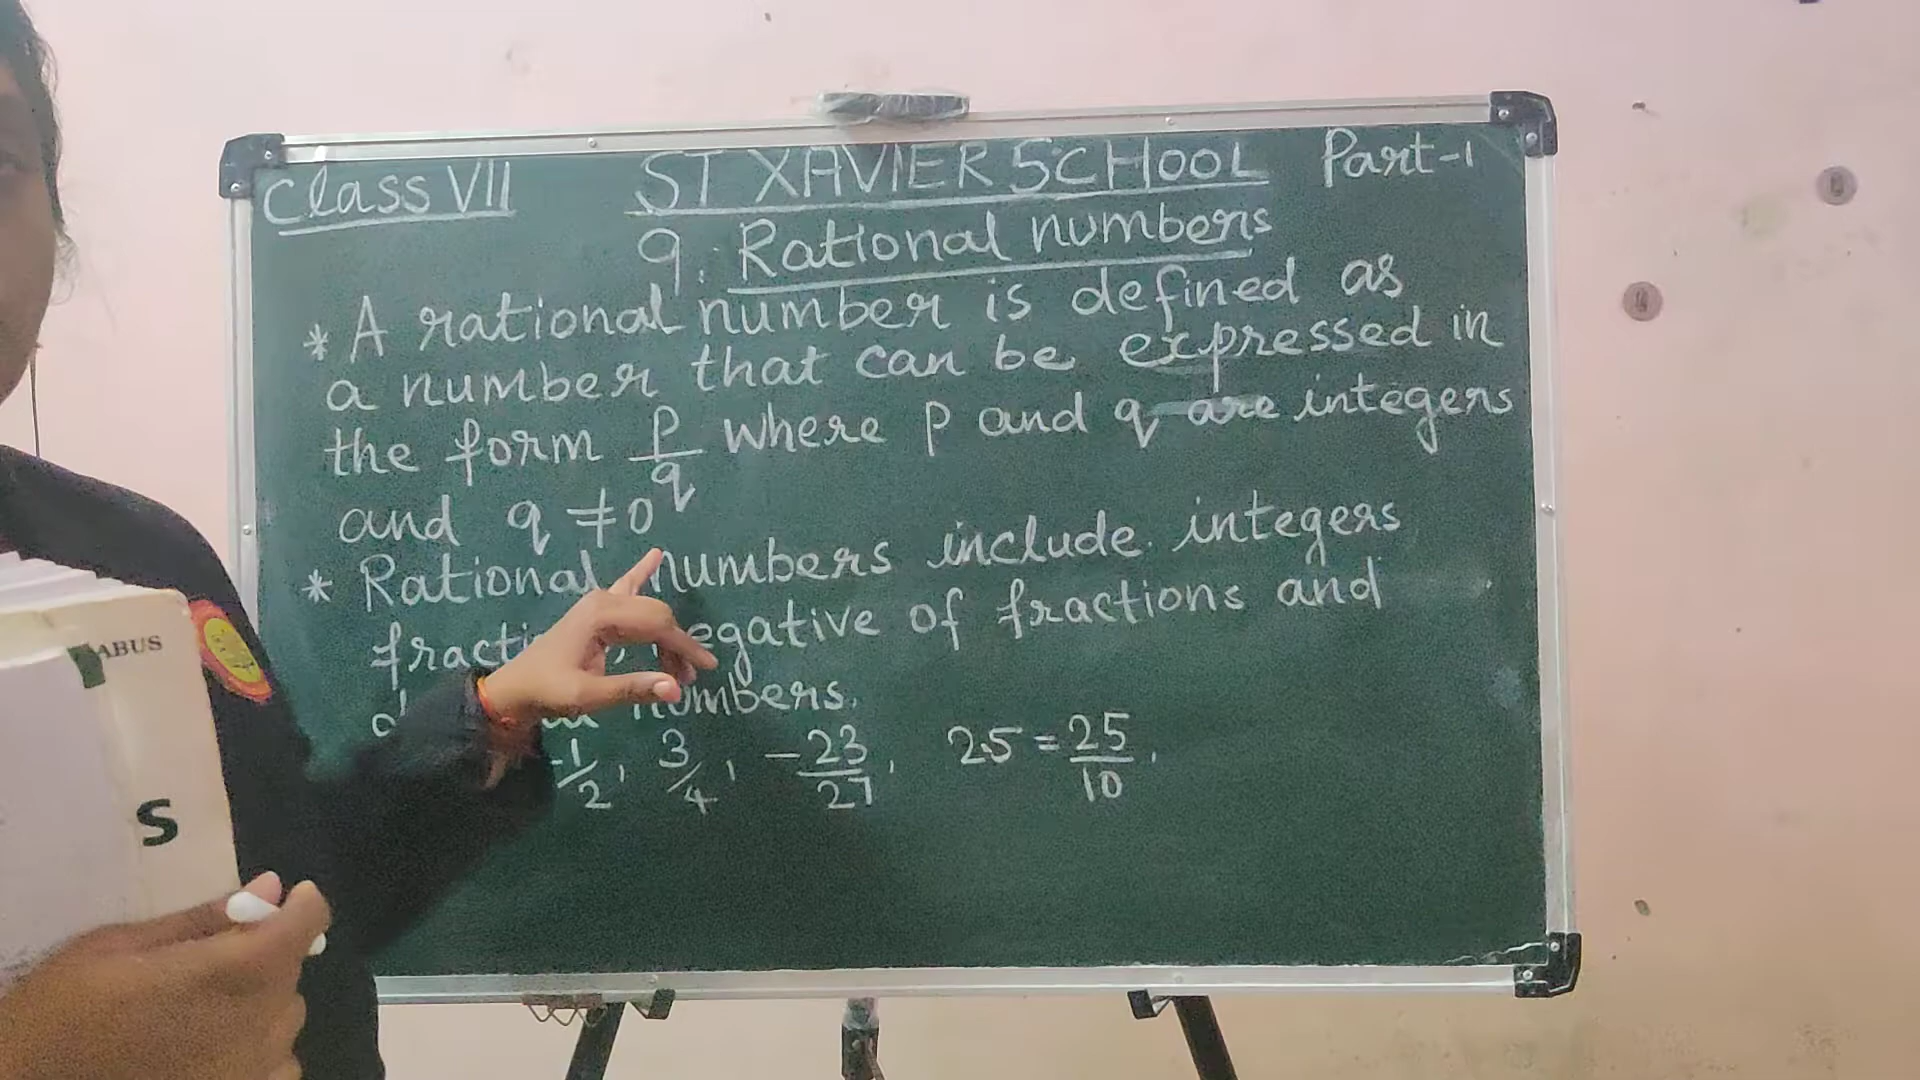 Class VII ST XAVIER SCHOOL Part-1
9. Rational numbers
* A rational number is defined as
a number that can be expressed in
the form p/q where p and q are integers
and q ≠ 0
* Rational numbers include integers
negative of fractions and
numbers.
-1/2, 3/4, -23/27, 2.5 = 25/10.
ABUS
S